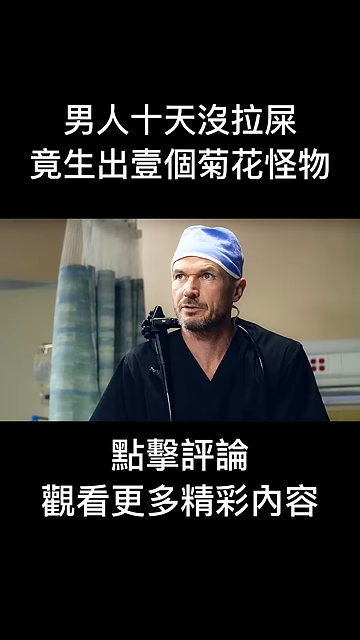 男人十天沒拉屎
竟生出壹個菊花怪物
點擊評論
觀看更多精彩內容